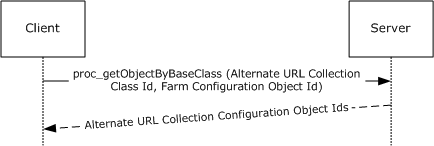 Client
Server
proc_getObjectByBaseClass (Alternate URL Collection
Class Id, Farm Configuration Object Id)
Alternate URL Collection Configuration Object Ids